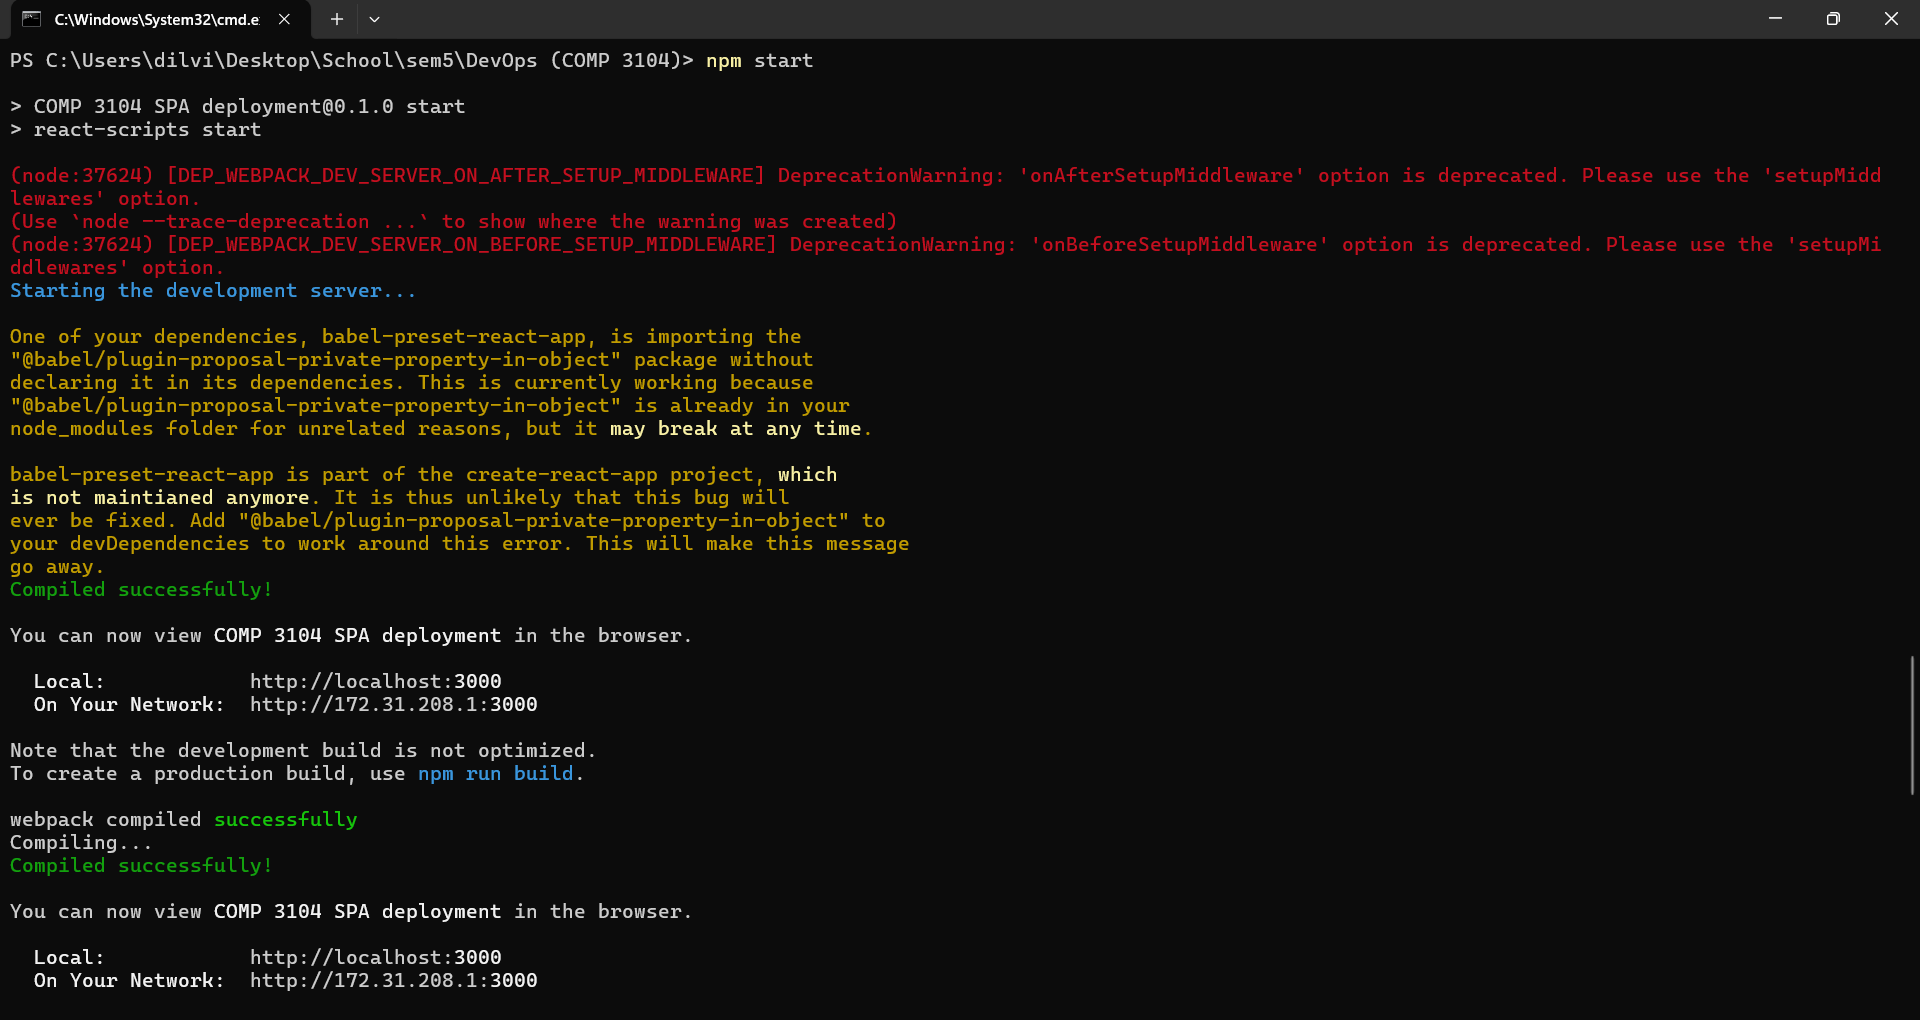 C:\Windows\System32\cmd.e
PS C:\Users\dilvi\Desktop\School\sem5\DevOps (COMP 3104)> npm start
> COMP 3104 SPA deployment@0.1.0 start
> react-scripts start
(node:37624) [DEP_WEBPACK_DEV_SERVER_ON_AFTER_SETUP_MIDDLEWARE] DeprecationWarning: 'onAfterSetupMiddleware' option is deprecated. Please use the 'setupMidd
lewares' option.
(Use `node --trace-deprecation ...` to show where the warning was created)
(node:37624) [DEP_WEBPACK_DEV_SERVER_ON_BEFORE_SETUP_MIDDLEWARE] DeprecationWarning: 'onBeforeSetupMiddleware' option is deprecated. Please use the 'setupMi
ddlewares' option.
Starting the development server...
One of your dependencies, babel-preset-react-app, is importing the
"@babel/plugin-proposal-private-property-in-object" package without
declaring it in its dependencies. This is currently working because
"@babel/plugin-proposal-private-property-in-object" is already in your
node_modules folder for unrelated reasons, but it may break at any time.
babel-preset-react-app is part of the create-react-app project, which
is not maintianed anymore. It is thus unlikely that this bug will
ever be fixed. Add "@babel/plugin-proposal-private-property-in-object" to
your devDependencies to work around this error. This will make this message
go away.
Compiled successfully!
You can now view COMP 3104 SPA deployment in the browser.
Local: http://localhost:3000
On Your Network: http://172.31.208.1:3000
Note that the development build is not optimized.
To create a production build, use npm run build.
webpack compiled successfully
Compiling...
Compiled successfully!
You can now view COMP 3104 SPA deployment in the browser.
Local: http://localhost:3000
On Your Network: http://172.31.208.1:3000